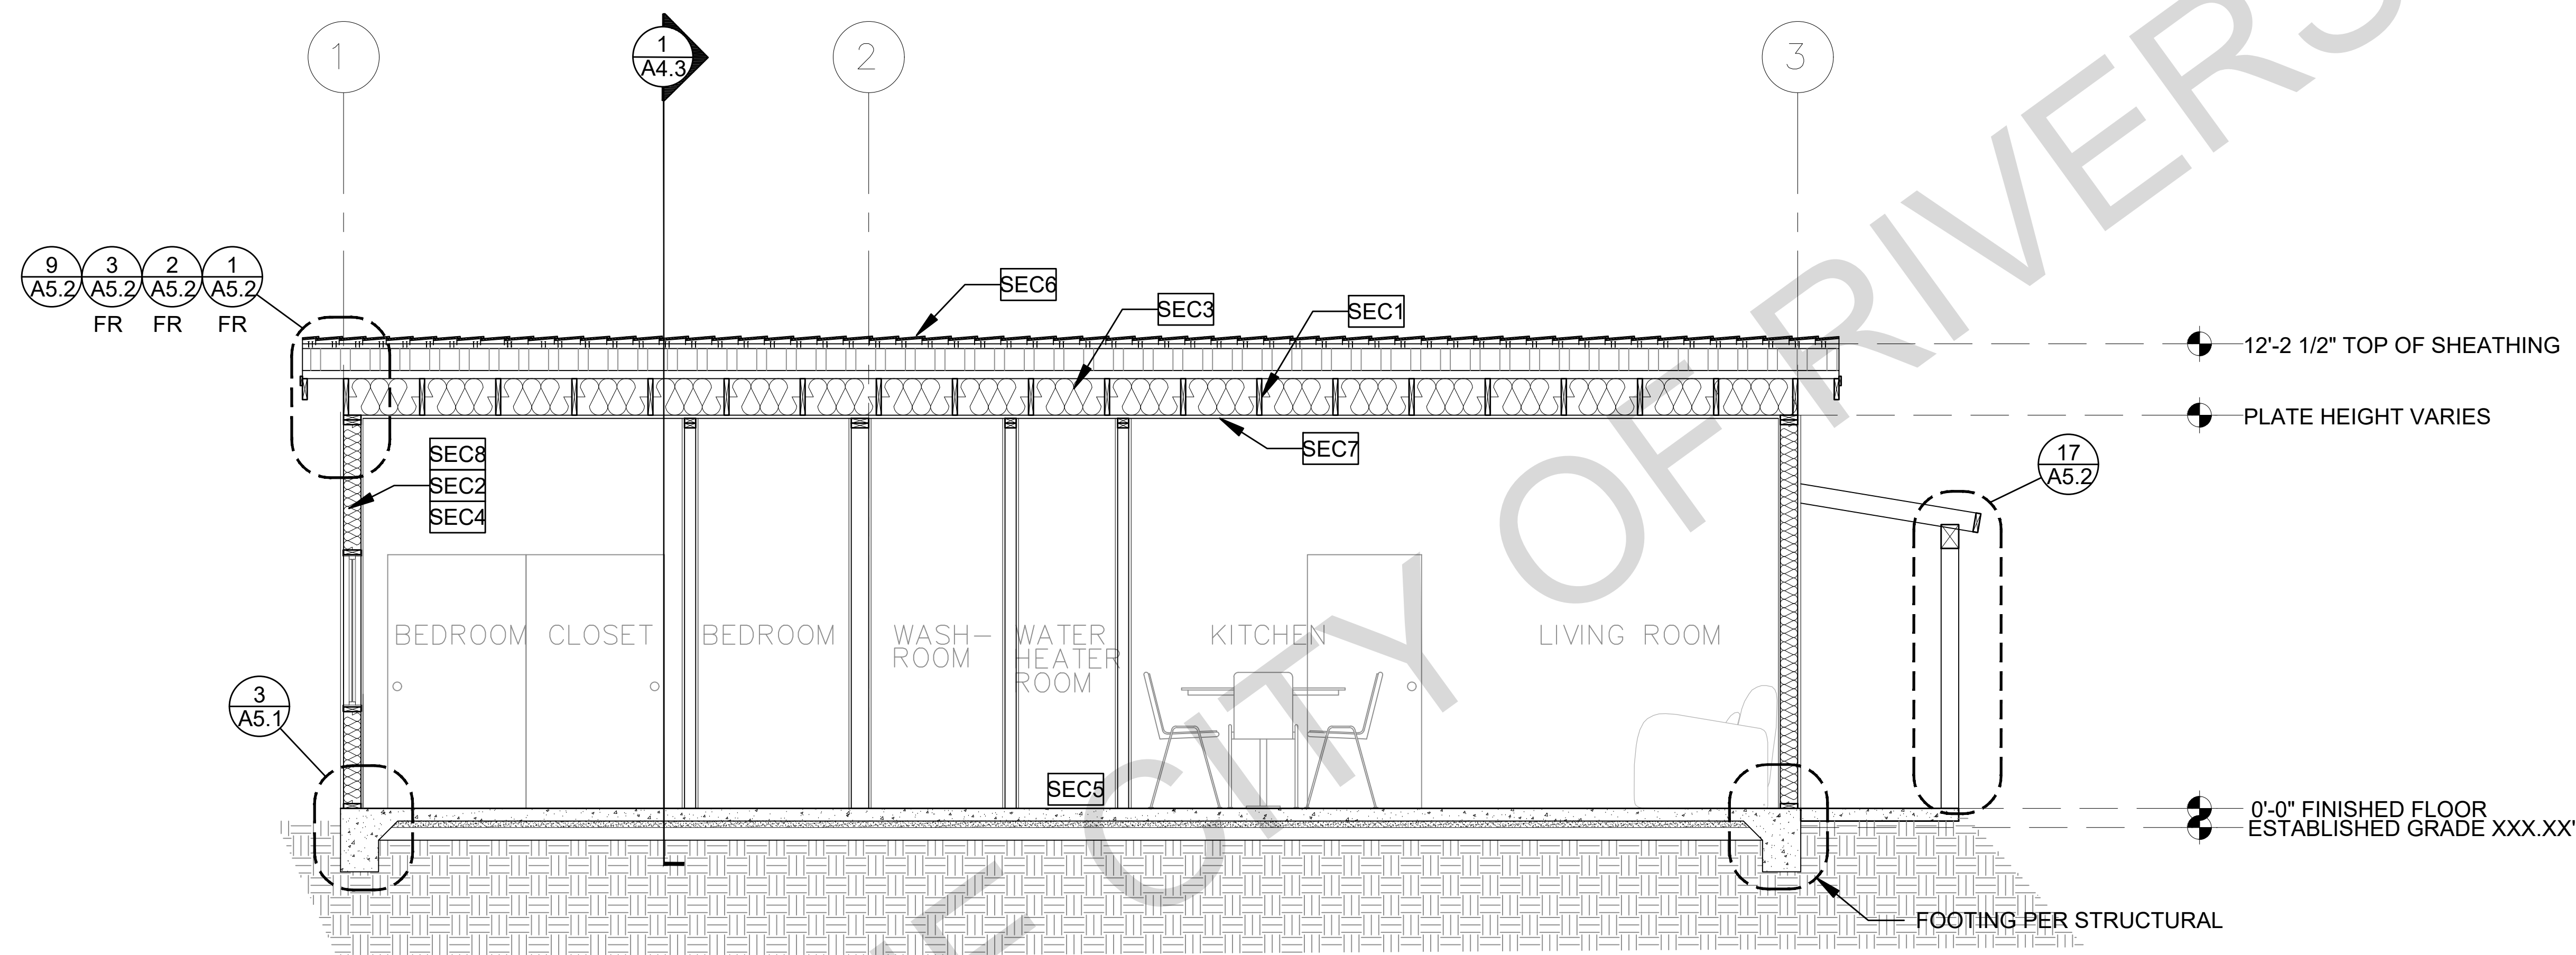 1
1
A4.3
2
3
9
A5.2
3
A5.2
FR
2
A5.2
FR
1
A5.2
FR
SEC6
SEC3
SEC1
12'-2 1/2" TOP OF SHEATHING
PLATE HEIGHT VARIES
SEC8
SEC2
SEC4
SEC7
17
A5.2
BEDROOM
CLOSET
BEDROOM
WASH-
ROOM
WATER
HEATER
ROOM
KITCHEN
LIVING ROOM
3
A5.1
SEC5
0'-0" FINISHED FLOOR
ESTABLISHED GRADE XXX.XX'
FOOTING PER STRUCTURAL
CITY OF